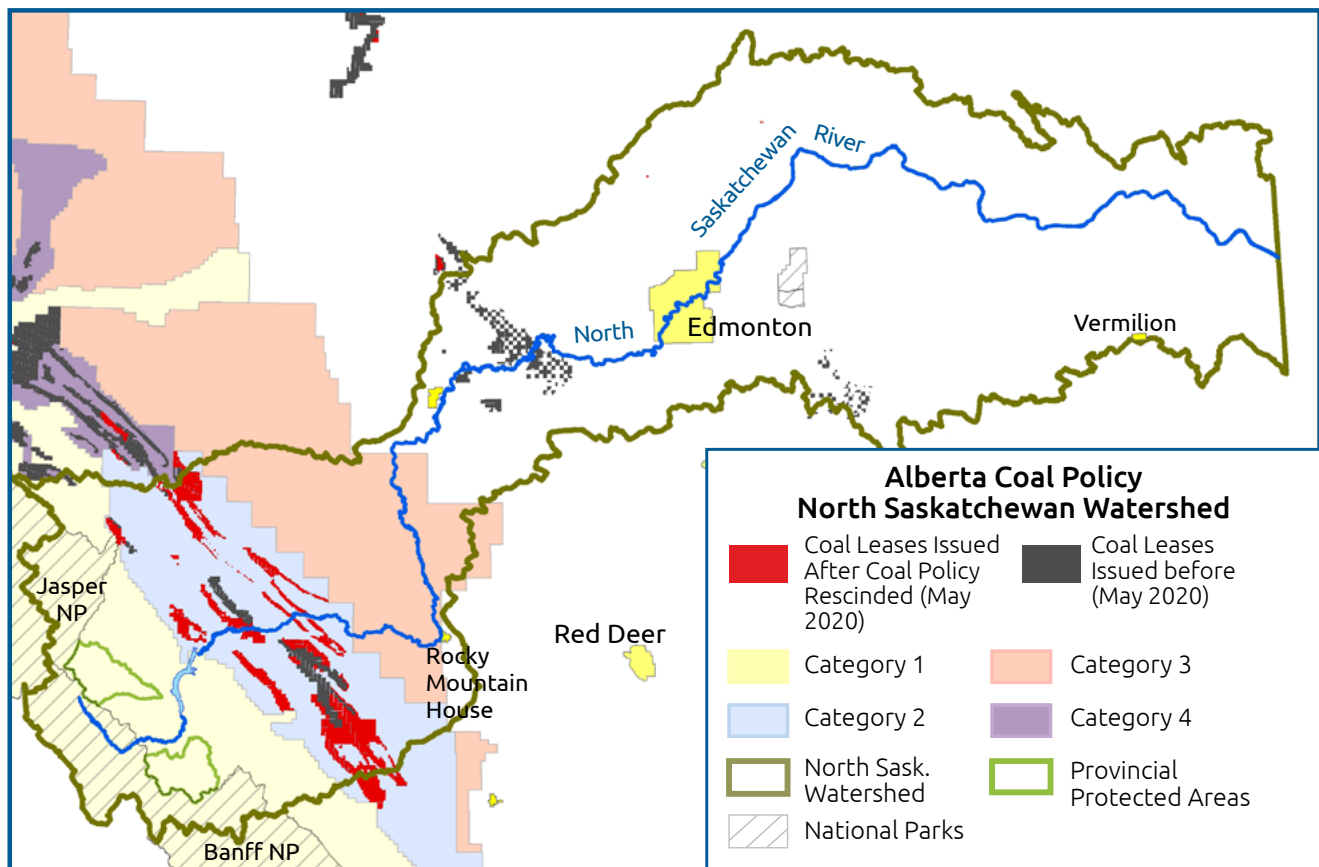 Saskatchewan
River
North
Edmonton
Vermilion
Jasper
NP
Red Deer
Rocky
Mountain
House
Banff NP
Alberta Coal Policy
North Saskatchewan Watershed
Coal Leases Issued
After Coal Policy
Rescinded (May
2020)
Coal Leases
Issued before
(May 2020)
Category 1
Category 3
Category 2
Category 4
North Sask.
Watershed
Provincial
Protected Areas
National Parks